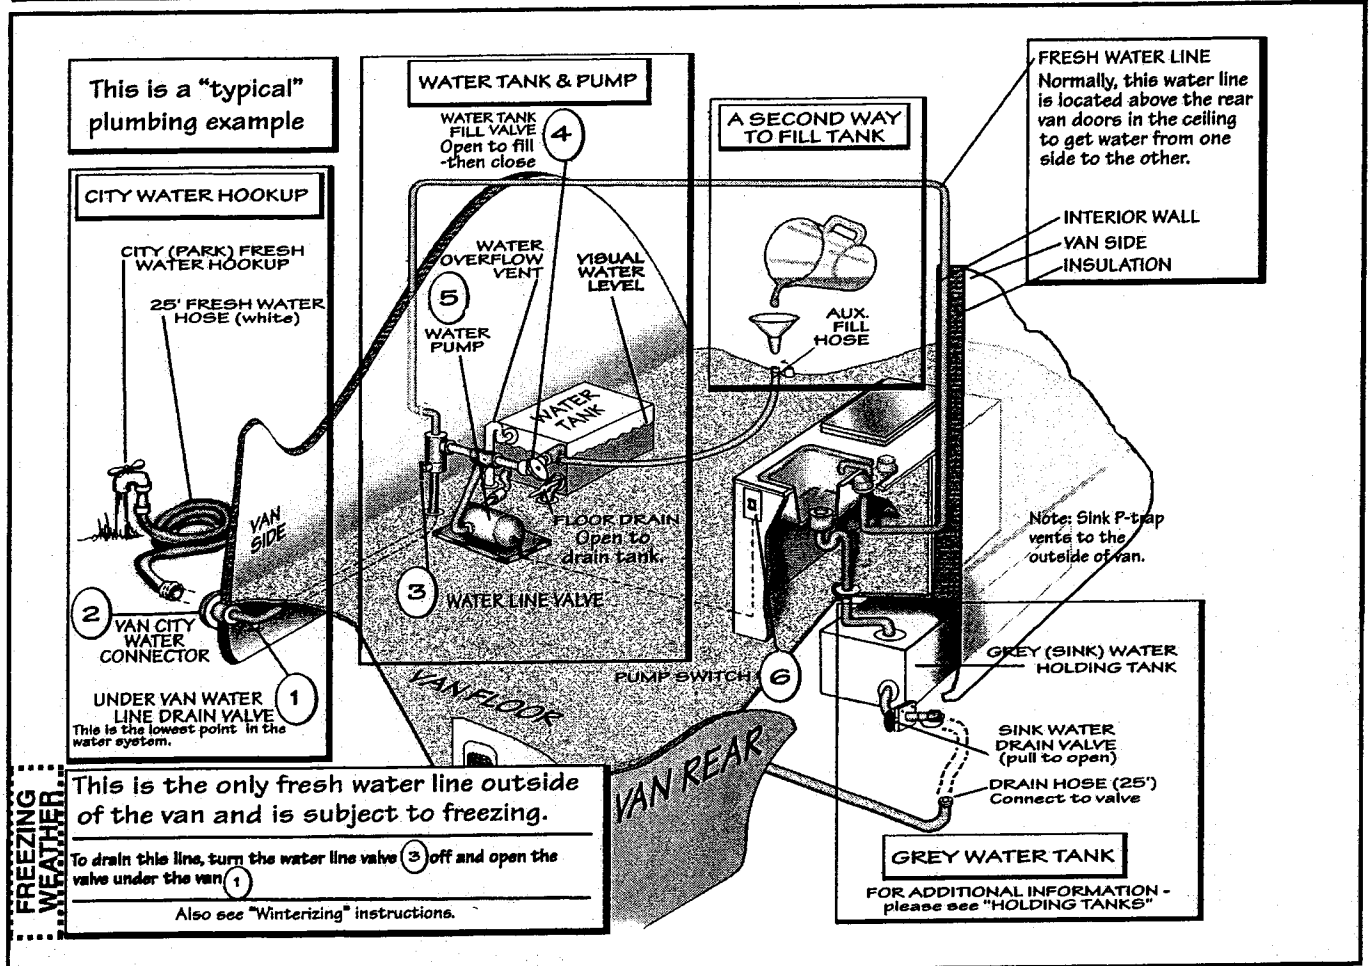 This is a "typical"
plumbing example
CITY WATER HOOKUP
CITY (PARK) FRESH
WATER HOOKUP
25' FRESH WATER
HOSE (white)
VAN
SIDE
2
VAN CITY
WATER
CONNECTOR
1
UNDER VAN WATER
LINE DRAIN VALVE
This is the lowest point in the
water system.
WATER TANK & PUMP
WATER TANK
FILL VALVE
Open to fill
-then close
4
WATER
OVERFLOW
VENT
VISUAL
WATER
LEVEL
5
WATER
PUMP
WATER
TANK
FLOOR DRAIN
Open to
drain tank.
3
WATER LINE VALVE
A SECOND WAY
TO FILL TANK
AUX.
FILL
HOSE
FRESH WATER LINE
Normally, this water line
is located above the rear
van doors in the ceiling
to get water from one
side to the other.
INTERIOR WALL
VAN SIDE
INSULATION
Note: Sink P-trap
vents to the
outside of van.
PUMP SWITCH
6
VAN FLOOR
VAN REAR
GREY (SINK) WATER
HOLDING TANK
SINK WATER
DRAIN VALVE
(pull to open)
DRAIN HOSE (25')
Connect to valve
GREY WATER TANK
FOR ADDITIONAL INFORMATION -
please see "HOLDING TANKS"
FREEZING
WEATHER
This is the only fresh water line outside
of the van and is subject to freezing.
To drain this line, turn the water line valve 3 off and open the
valve under the van 1
Also see "Winterizing" instructions.